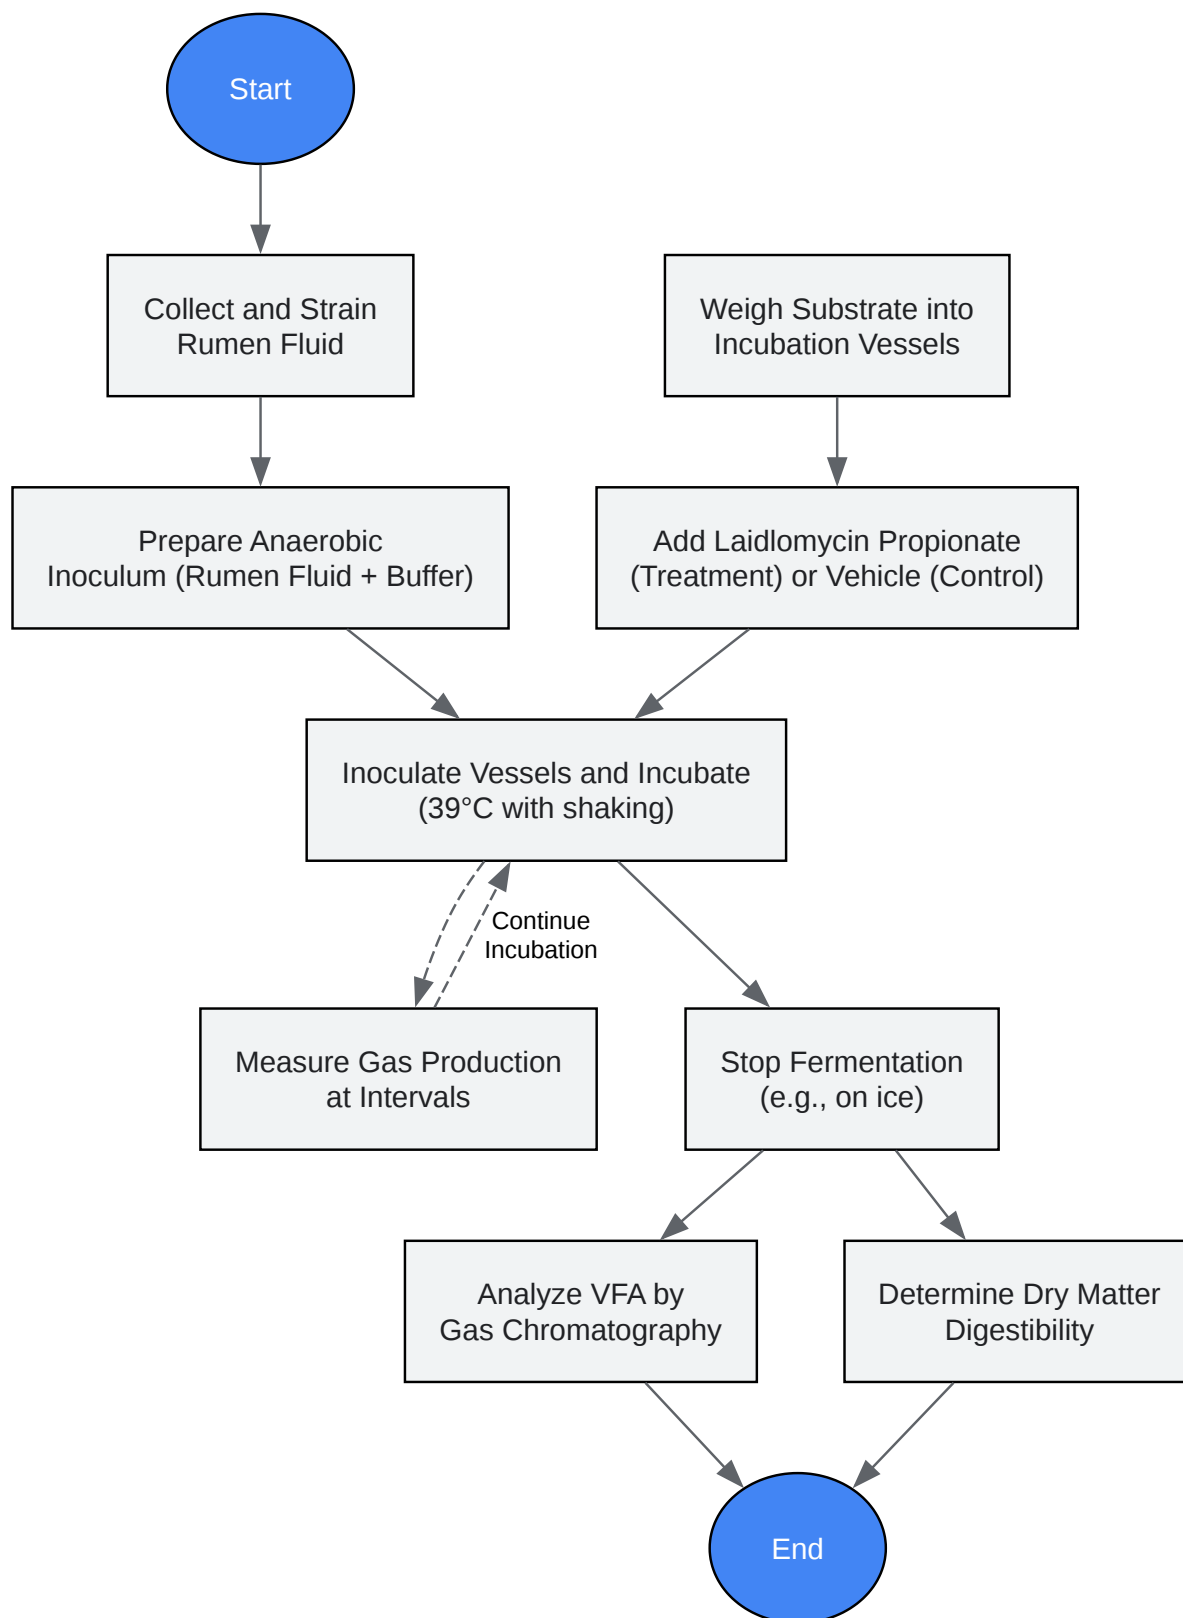 Start
Collect and Strain
Rumen Fluid
Weigh Substrate into
Incubation Vessels
Prepare Anaerobic
Inoculum (Rumen Fluid + Buffer)
Add Laidlomycin Propionate
(Treatment) or Vehicle (Control)
Inoculate Vessels and Incubate
(39°C with shaking)
Continue
Incubation
Measure Gas Production
at Intervals
Stop Fermentation
(e.g., on ice)
Analyze VFA by
Gas Chromatography
Determine Dry Matter
Digestibility
End